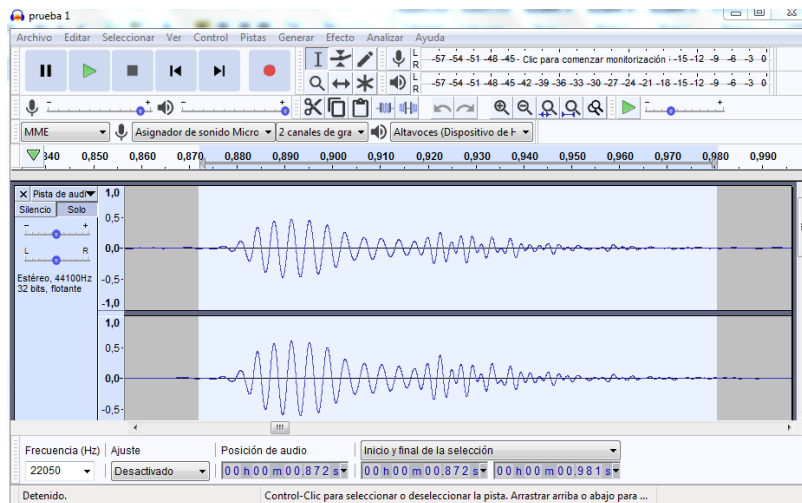 prueba 1
Archivo Editar Seleccionar Ver Control Pistas Generar Efecto Analizar Ayuda
L R -57 -54 -51 -48 -45 - Clic para comenzar monitorización -15 -12 -9 -6 -3 0
L R -57 -54 -51 -48 -45 -42 -39 -36 -33 -30 -27 -24 -21 -18 -15 -12 -9 -6 -3 0
- + - + - +
MME Asignador de sonido Micro 2 canales de gra Altavoces (Dispositivo de
840 0,850 0,860 0,870 0,880 0,890 0,900 0,910 0,920 0,930 0,940 0,950 0,960 0,970 0,980 0,990
Pista de audi 1,0
Silencio Solo
- + 0,5-
L R 0,0-
Estéreo, 44100Hz -0,5-
32 bits, flotante
-1,0
1,0
0,5-
0,0-
-0,5-
Frecuencia (Hz) Ajuste Posición de audio Inicio y final de la selección
22050 Desactivado 00 h 00 m 00.872 s 00 h 00 m 00.872 s 00 h 00 m 00.981 s
Detenido. Control-Clic para seleccionar o deseleccionar la pista. Arrastrar arriba o abajo para ...